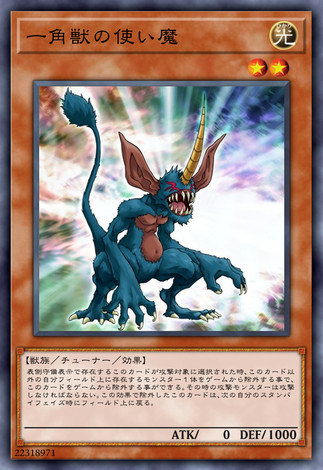 一角獣の使い魔
光
【獣族／チューナー／効果】
表側守備表示で存在するこのカードが攻撃対象に選択された時、このカード以
外の自分フィールド上に存在するモンスター１体をゲームから除外する事で、
このカードをゲームから除外する事ができる。その時の攻撃モンスターは攻撃
しなければならない。この効果で除外したこのカードは、次の自分のスタン
バイフェイズ時にフィールド上に戻る。
ATK/ 0 DEF/1000
22318971